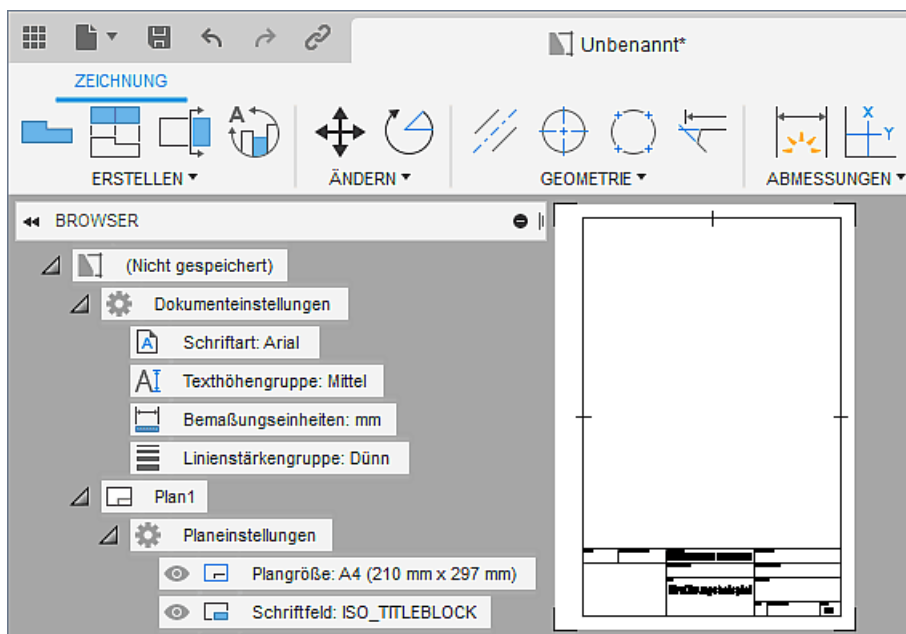 Unbenannt*
ZEICHNUNG
A
X
Y
ERSTELLEN ÄNDERN GEOMETRIE ABMESSUNGEN
BROWSER
(Nicht gespeichert)
Dokumenteinstellungen
A Schriftart: Arial
A Texthöhengruppe: Mittel
Bemaßungseinheiten: mm
Linienstärkengruppe: Dünn
Plan1
Planeinstellungen
Plangröße: A4 (210 mm x 297 mm)
Schriftfeld: ISO_TITLEBLOCK